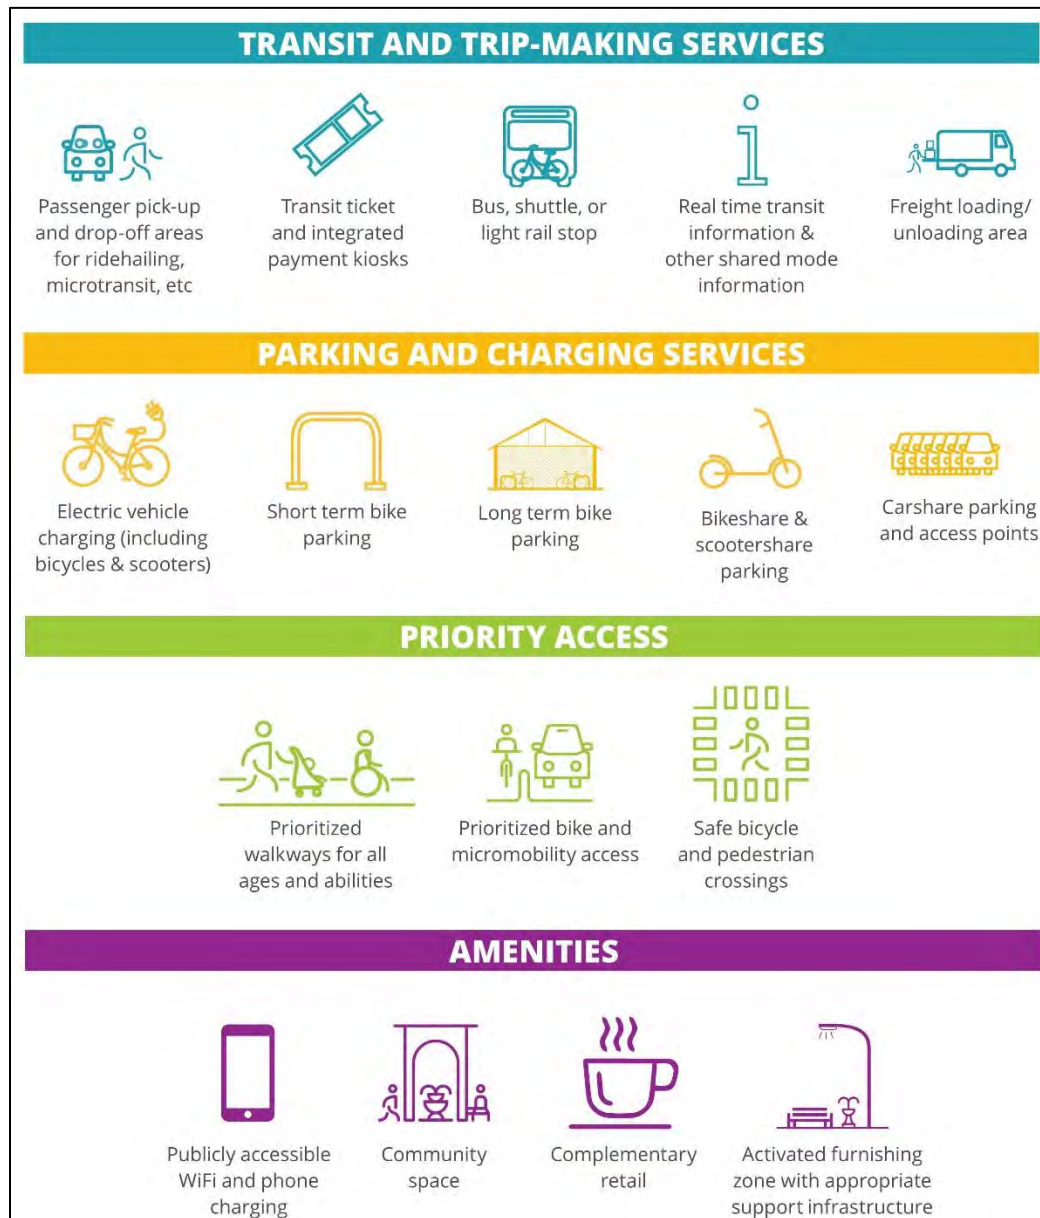 TRANSIT AND TRIP-MAKING SERVICES
Passenger pick-up
and drop-off areas
for ridehailing,
microtransit, etc
Transit ticket
and integrated
payment kiosks
Bus, shuttle, or
light rail stop
Real time transit
information &
other shared mode
information
Freight loading/
unloading area
PARKING AND CHARGING SERVICES
Electric vehicle
charging (including
bicycles & scooters)
Short term bike
parking
Long term bike
parking
Bikeshare &
scootershare
parking
Carshare parking
and access points
PRIORITY ACCESS
Prioritized
walkways for all
ages and abilities
Prioritized bike and
micromobility access
Safe bicycle
and pedestrian
crossings
AMENITIES
Publicly accessible
WiFi and phone
charging
Community
space
Complementary
retail
Activated furnishing
zone with appropriate
support infrastructure